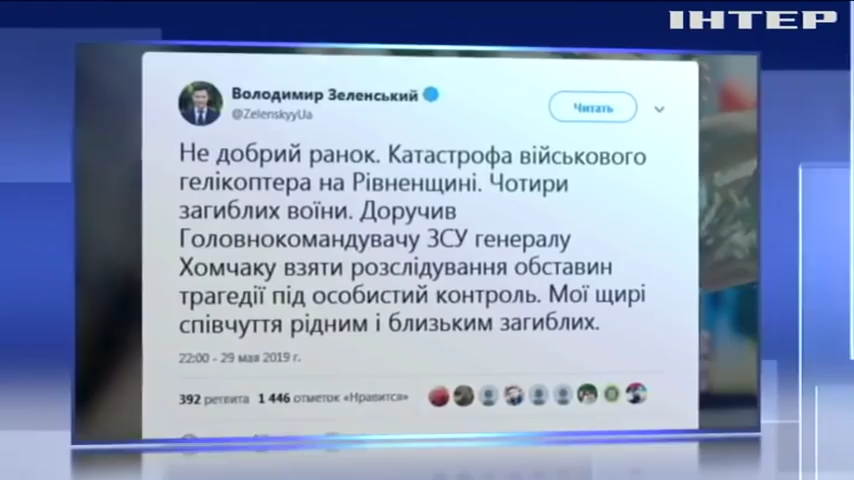 ІНТЕР
Володимир Зеленський
@ZelenskyyUa
Читать
Не добрий ранок. Катастрофа військового
гелікоптера на Рівненщині. Чотири
загиблих воїни. Доручив
Головнокомандувачу ЗСУ генералу
Хомчаку взяти розслідування обставин
трагедії під особистий контроль. Мої щирі
співчуття рідним і близьким загиблих.
22:00 - 29 мая 2019 г.
392 ретвита 1 446 отметок «Нравится»